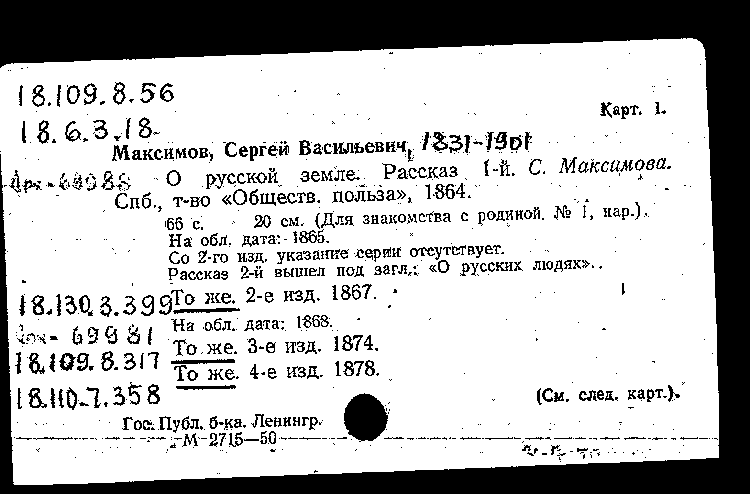 18.109.8.56
Карт. 1.
18.6.3.18
Максимов, Сергей Васильевич, 1831-1901
О русской земле. Рассказ 1-й. С. Максимова.
Спб., т-во «Обществ. польза», 1864.
66 с. 20 см. (Для знакомства с родиной. № 1, нар.).
На обл. дата: 1865.
Со 2-го изд. указание серии отсутствует.
Рассказ 2-й вышел под загл.: «О русских людях».
18.130.3.399 То же. 2-е изд. 1867.
69981 На обл. дата: 1868.
То же. 3-е изд. 1874.
18.109.8.317
То же. 4-е изд. 1878.
18.110.7.358
(См. след. карт.).
Гос. Публ. б-ка. Ленингр.
М-2715—50